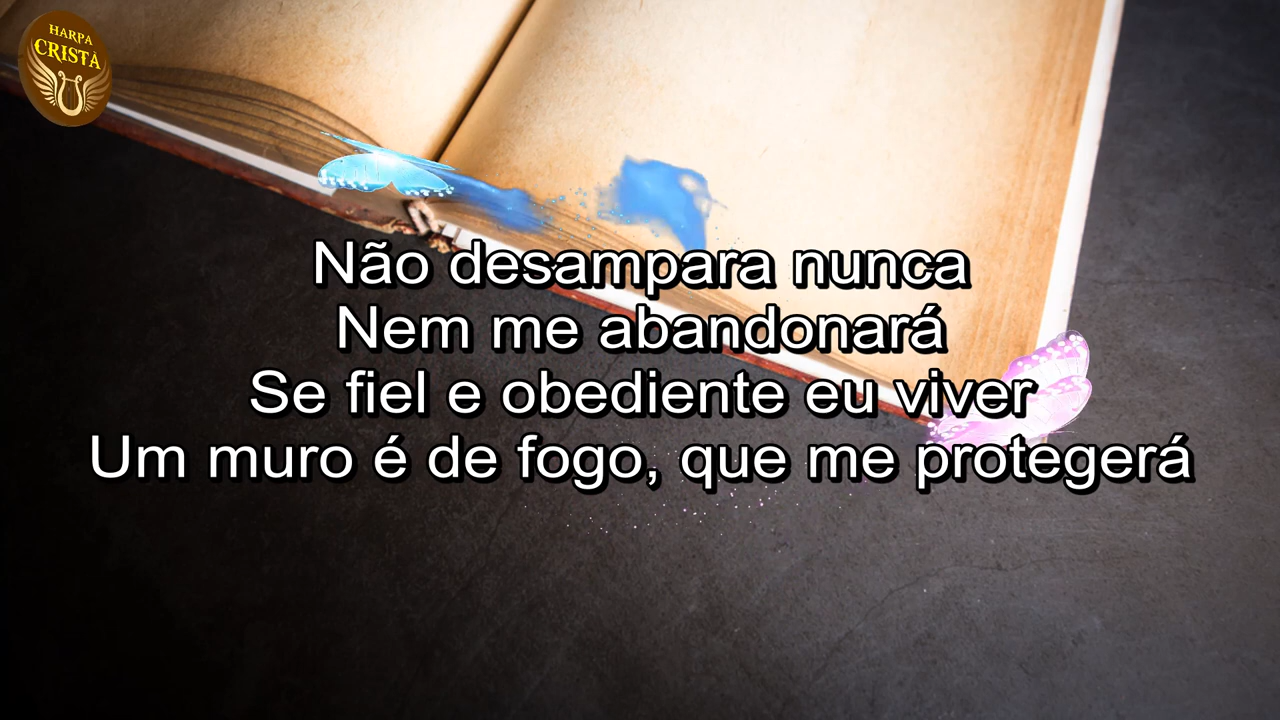 HARPA
CRISTÀ
Não desampara nunca
Nem me abandonará
Se fiel e obediente eu viver
Um muro é de fogo, que me protegerá